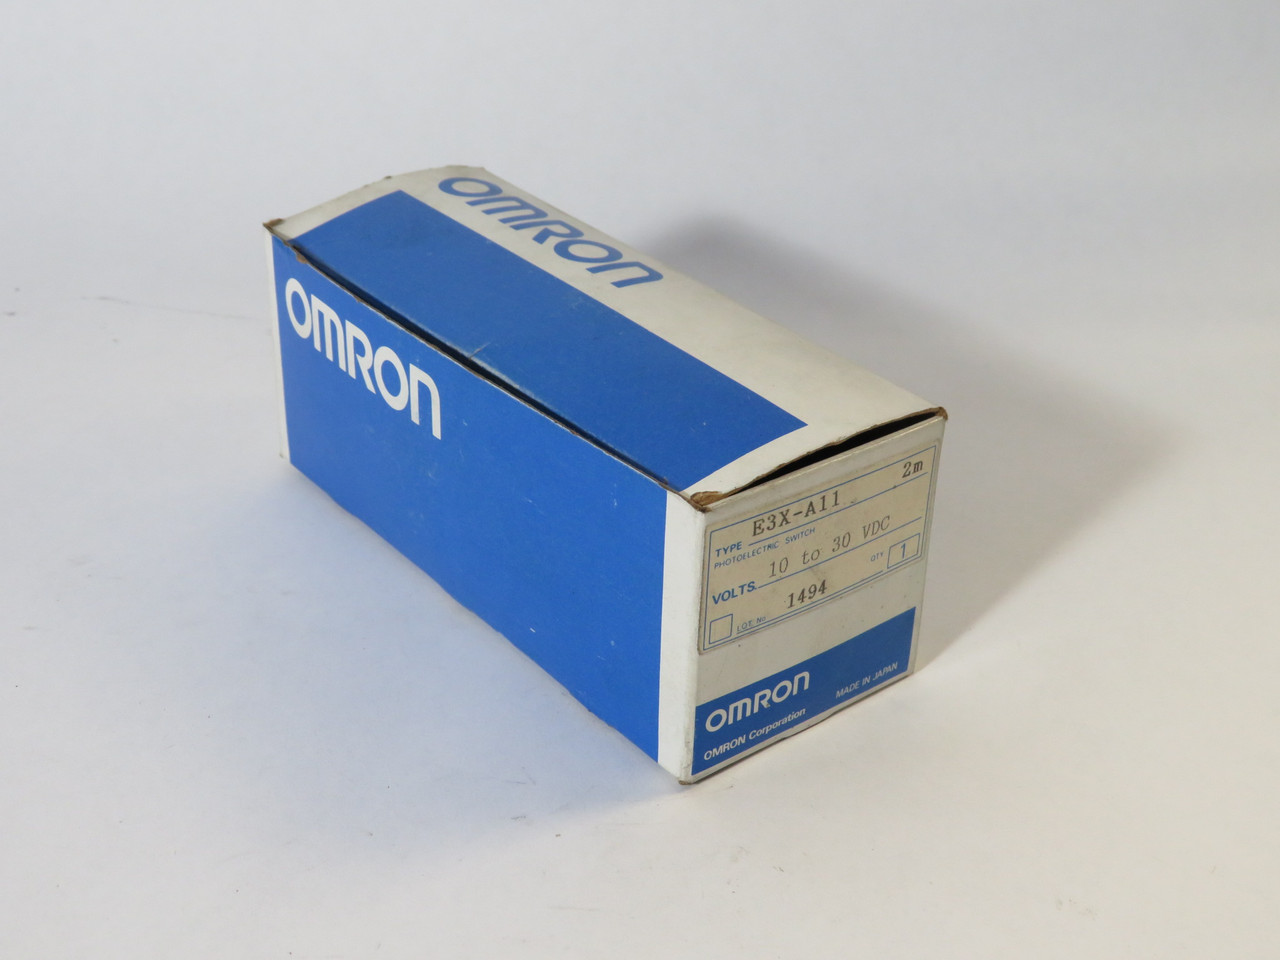 OMRON
OMRON
TYPE E3X-A11 2m
PHOTOELECTRIC SWITCH
VOLTS. 10 to 30 VDC
QTY 1
LOT.No 1494
OMRON
OMRON Corporation MADE IN JAPAN